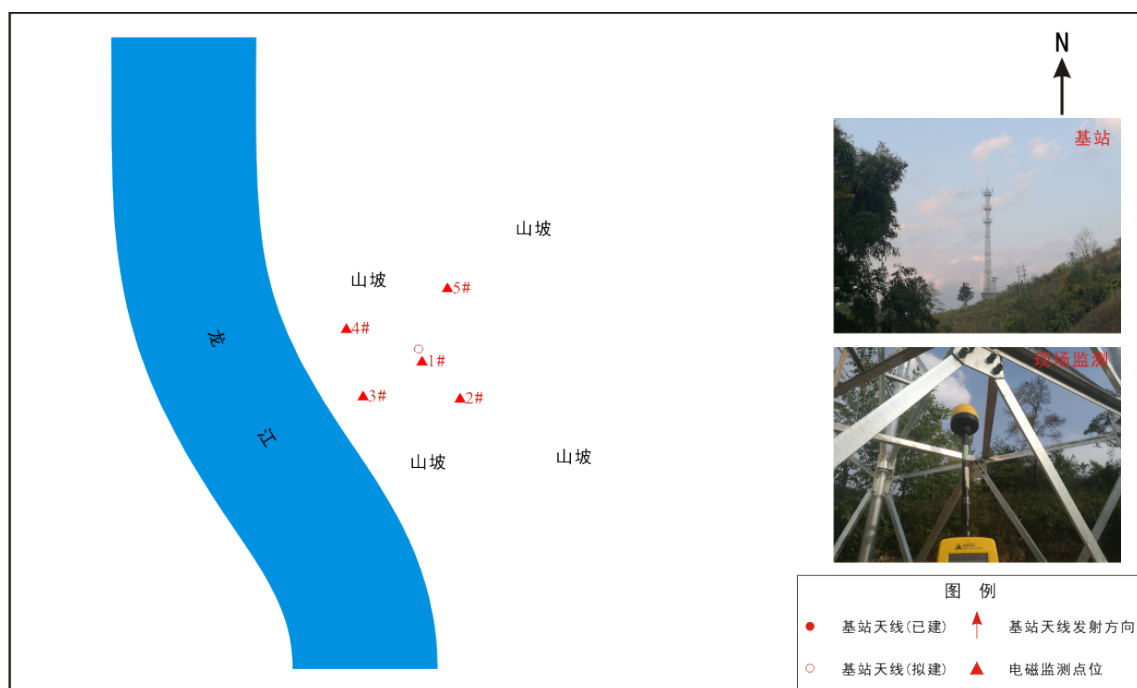 N
基站
山坡
山坡
5#
4#
龙
1#
现场监测
3#
2#
江
山坡
山坡
图 例
基站天线(已建)
基站天线发射方向
基站天线(拟建)
电磁监测点位